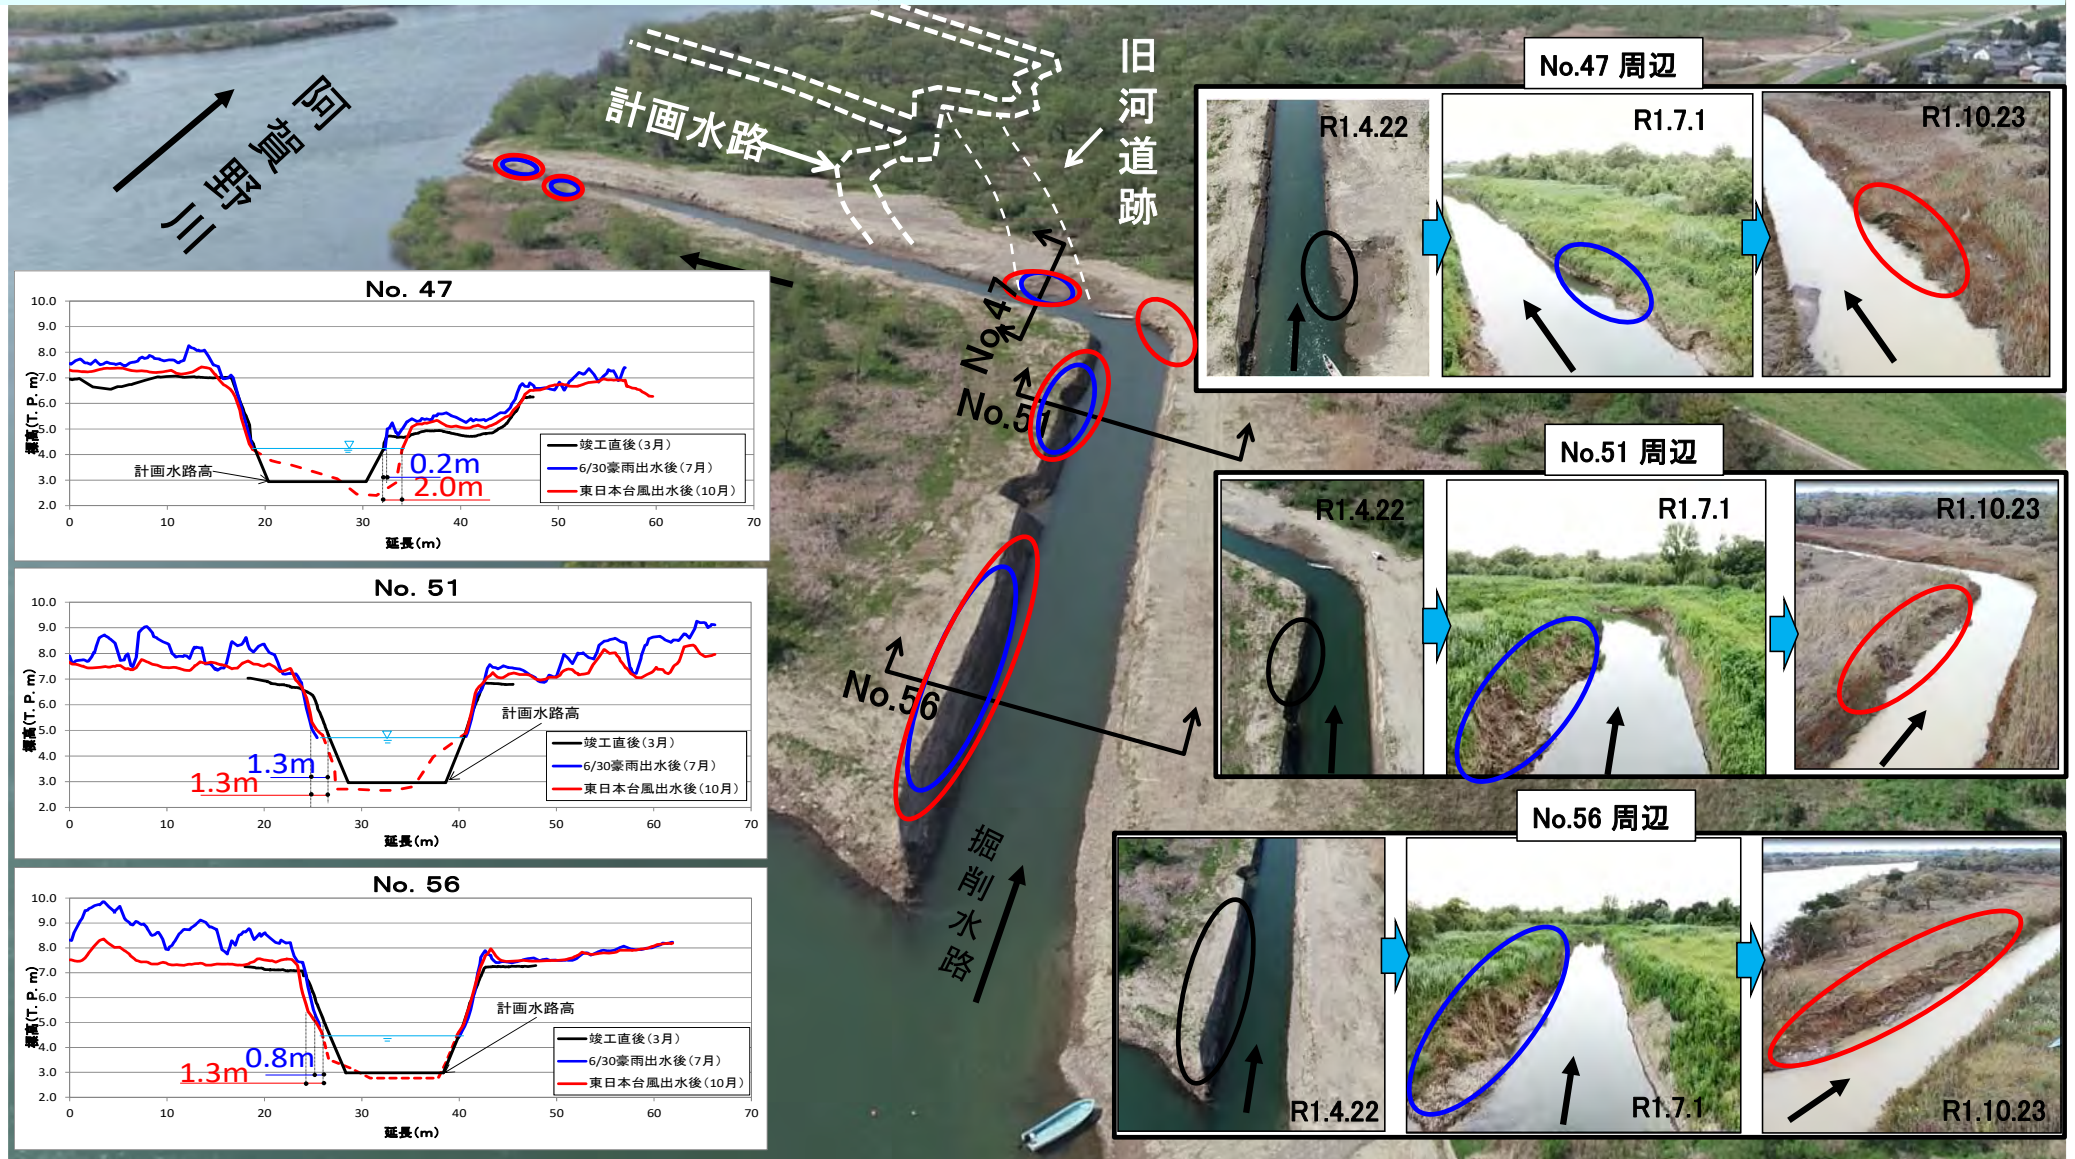 阿賀野川
計画水路
旧河道跡
掘削水路
No.47
No.51
No.56
No. 47
標高(T. P. m)
10.0
9.0
8.0
7.0
6.0
5.0
4.0
3.0
2.0
計画水路高
0.2m
2.0m
竣工直後(3月)
6/30豪雨出水後(7月)
東日本台風出水後(10月)
0 10 20 30 40 50 60 70
延長(m)
No. 51
標高(T. P. m)
10.0
9.0
8.0
7.0
6.0
5.0
4.0
3.0
2.0
計画水路高
1.3m
1.3m
竣工直後(3月)
6/30豪雨出水後(7月)
東日本台風出水後(10月)
0 10 20 30 40 50 60 70
延長(m)
No. 56
標高(T. P. m)
10.0
9.0
8.0
7.0
6.0
5.0
4.0
3.0
2.0
計画水路高
0.8m
1.3m
竣工直後(3月)
6/30豪雨出水後(7月)
東日本台風出水後(10月)
0 10 20 30 40 50 60 70
延長(m)
No.47 周辺
R1.4.22
R1.7.1
R1.10.23
No.51 周辺
R1.4.22
R1.7.1
R1.10.23
No.56 周辺
R1.4.22
R1.7.1
R1.10.23